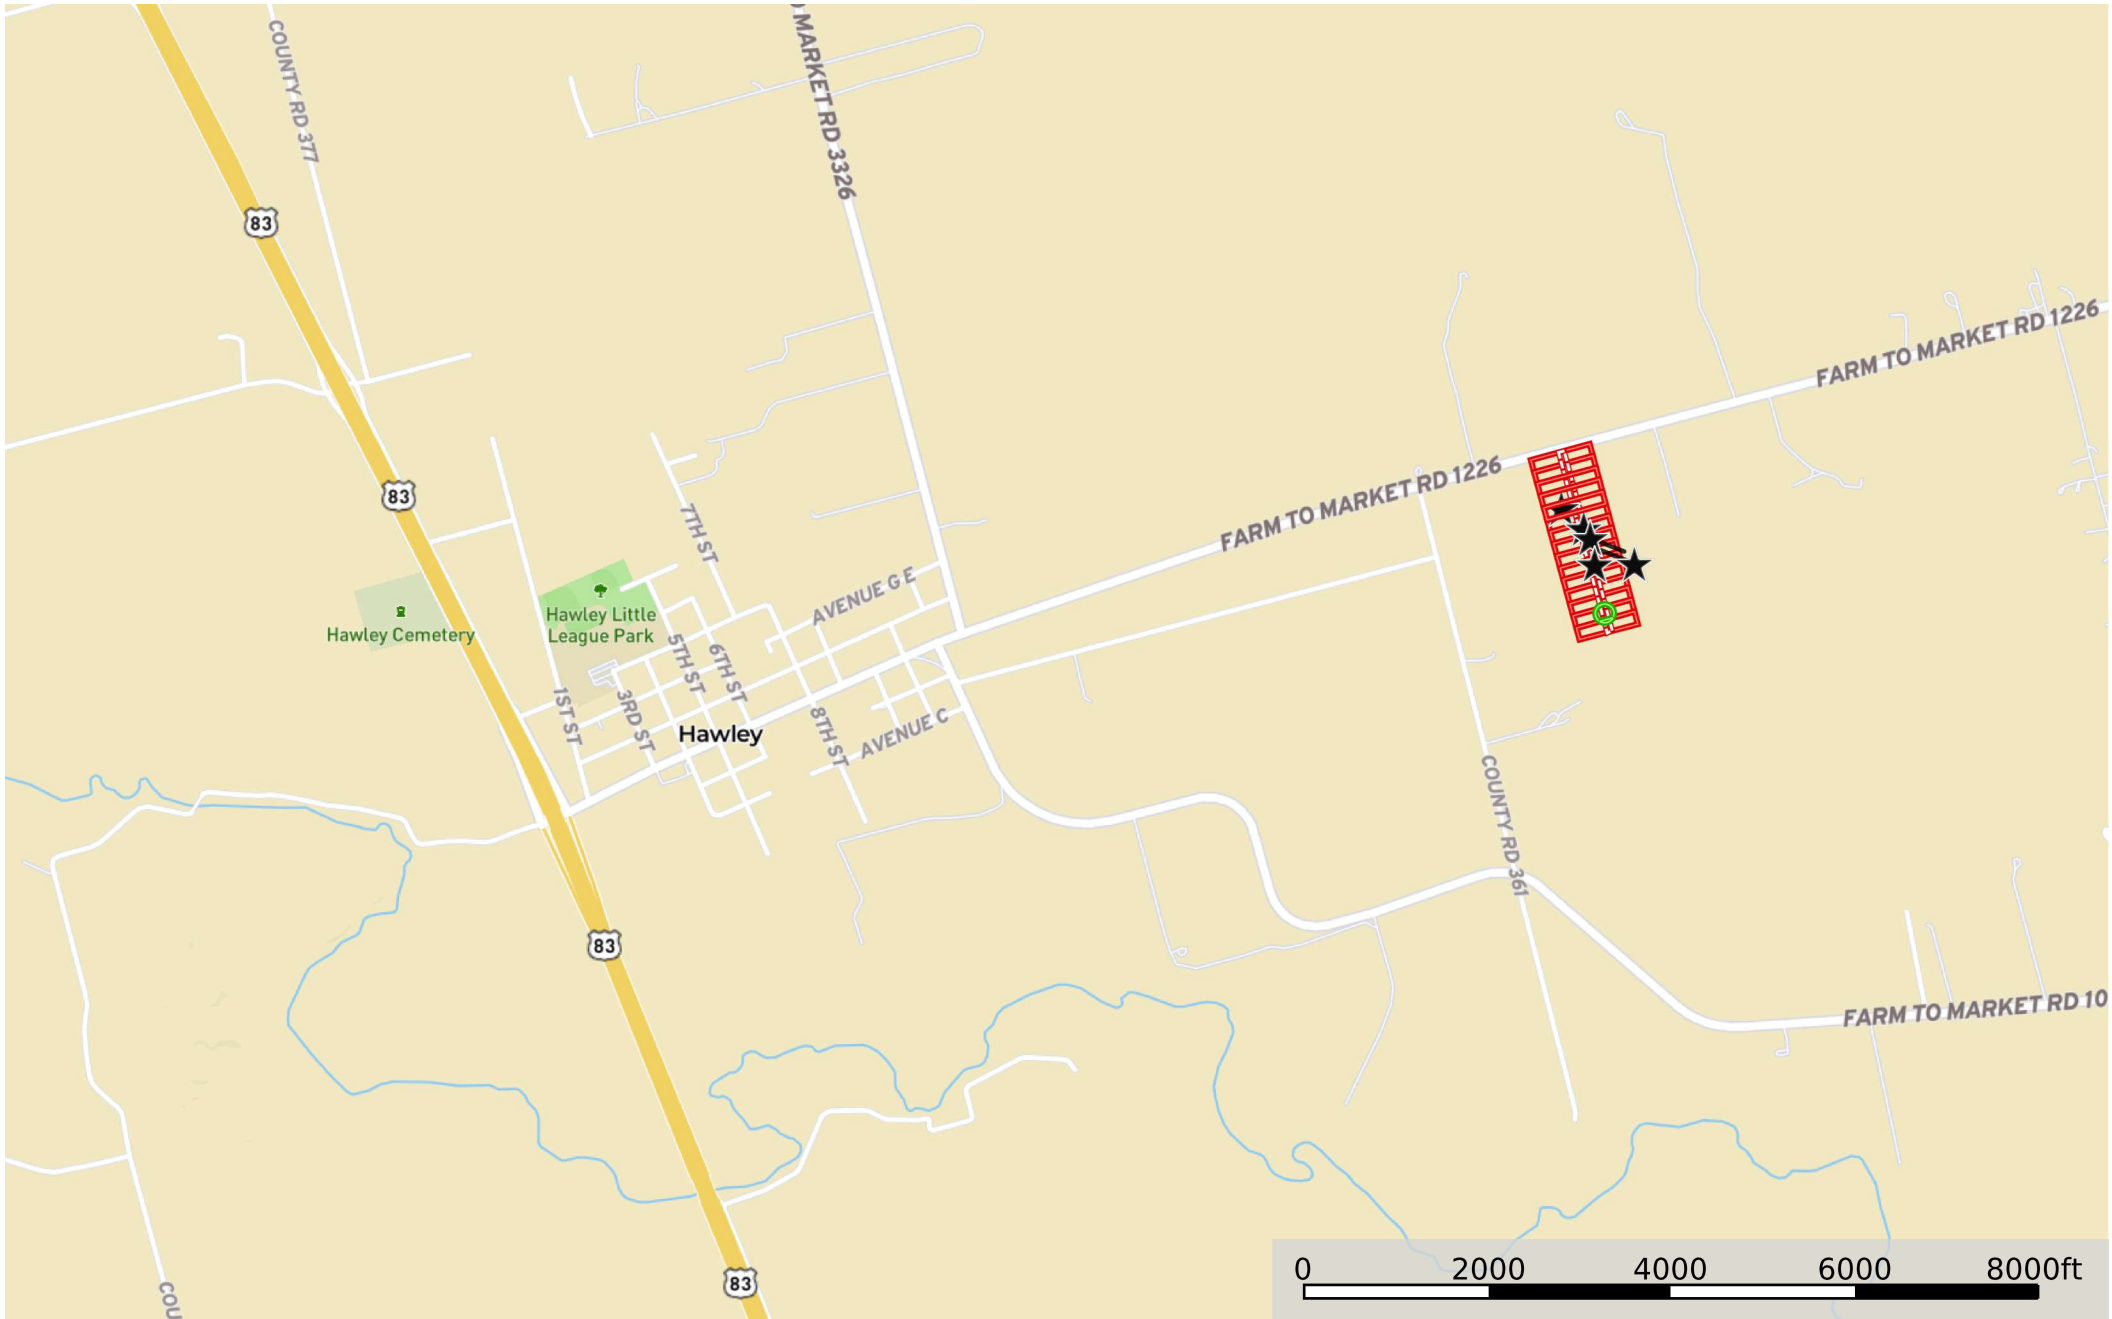 COUNTY RD 377
MARKET RD 3326
83
FARM TO MARKET RD 1226
83
FARM TO MARKET RD 1226
7TH ST
AVENUE G E
Hawley Little
League Park
Hawley Cemetery
5TH ST
6TH ST
1ST ST
3RD ST
8TH ST
AVENUE C
Hawley
COUNTY RD 361
83
FARM TO MARKET RD 10
83
COU
0 2000 4000 6000 8000ft